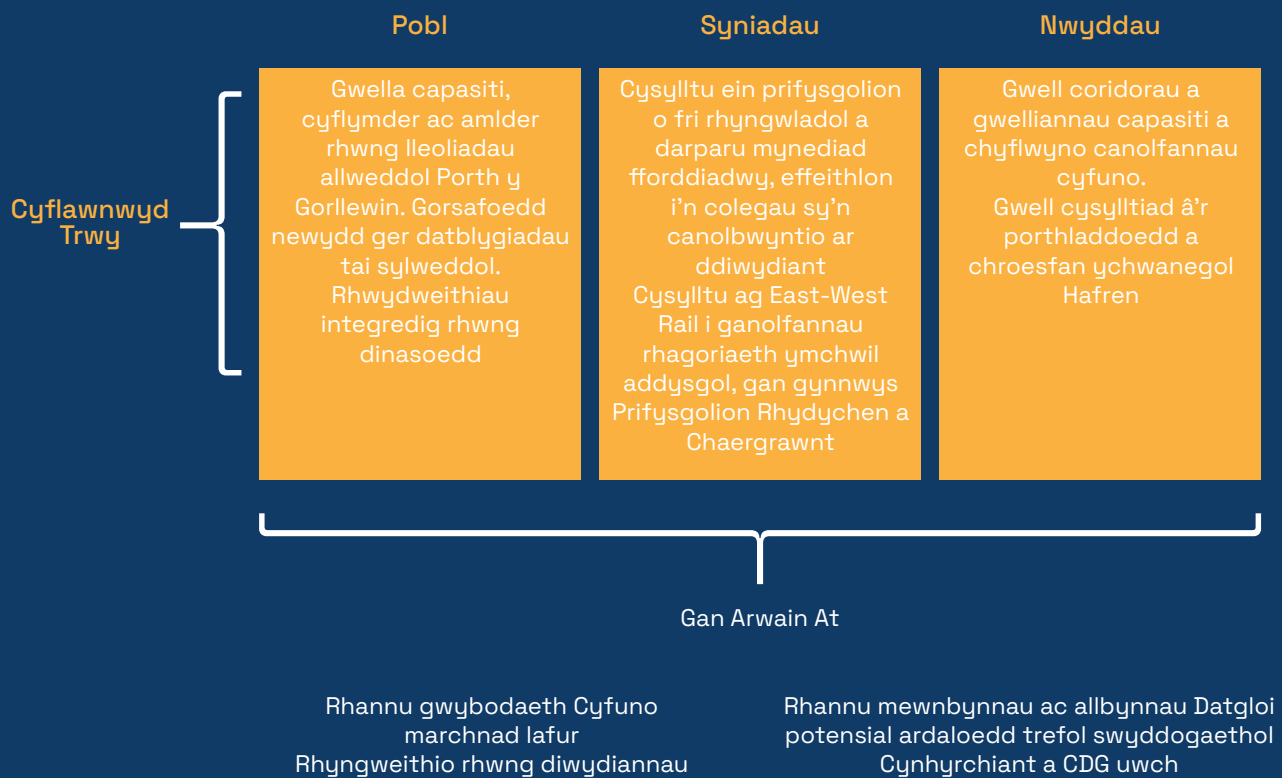 Pobl
Syniadau
Nwyddau
Cyflawnwyd
Trwy
Gwella capasiti,
cyflymder ac amlder
rhwng lleoliadau
allweddol Porth y
Gorllewin. Gorsafoedd
newydd ger datblygiadau
tai sylweddol.
Rhwydweithiau
integredig rhwng
dinasoedd
Cysylltu ein prifysgolion
o fri rhyngwladol a
darparu mynediad
fforddiadwy, effeithlon
i'n colegau sy'n
canolbwyntio ar
ddiwydiant
Cysylltu ag East-West
Rail i ganolfannau
rhagoriaeth ymchwil
addysgol, gan gynnwys
Prifysgolion Rhydychen a
Chaergrawnt
Gwell coridorau a
gwelliannau capasiti a
chyflwyno canolfannau
cyfuno.
Gwell cysylltiad â'r
porthladdoedd a
chroesfan ychwanegol
Hafren
Gan Arwain At
Rhannu gwybodaeth Cyfuno
marchnad lafur
Rhyngweithio rhwng diwydiannau
Rhannu mewnbynnau ac allbynnau Datgloi
potensial ardaloedd trefol swyddogaethol
Cynhyrchiant a CDG uwch